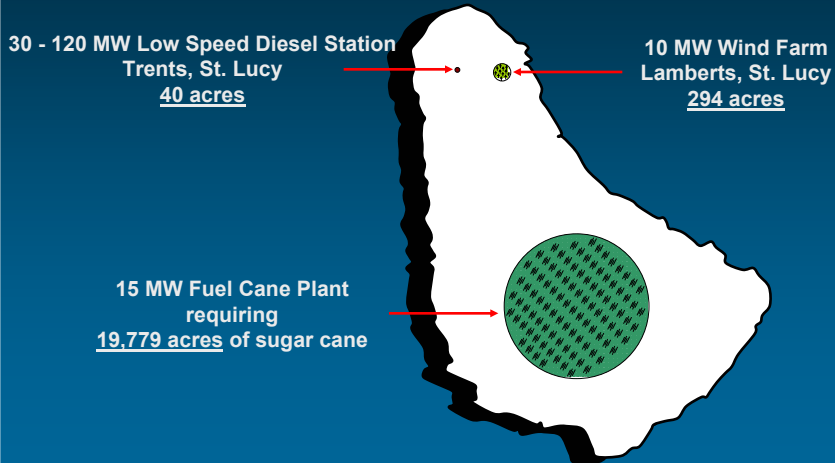 30 - 120 MW Low Speed Diesel Station
Trents, St. Lucy
40 acres
10 MW Wind Farm
Lamberts, St. Lucy
294 acres
15 MW Fuel Cane Plant
requiring
19,779 acres of sugar cane